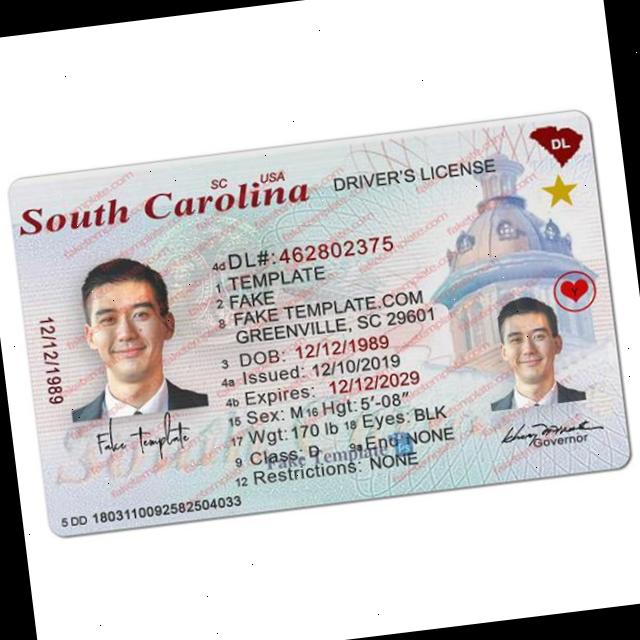 SC USA
South Carolina DRIVER'S LICENSE
DL
4d DL#: 462802375
1 TEMPLATE
2 FAKE
8 FAKE TEMPLATE.COM
GREENVILLE, SC 29601
3 DOB: 12/12/1989
4a Issued: 12/10/2019
4b Expires: 12/12/2029
15 Sex: M 16 Hgt: 5'-08"
17 Wgt: 170 lb 18 Eyes: BLK
9 Class: D 9a End: NONE
Fake Template
12 Restrictions: NONE
12/12/1989
Fake template
Governor
5 DD 1803110092582504033
faketemplate.com